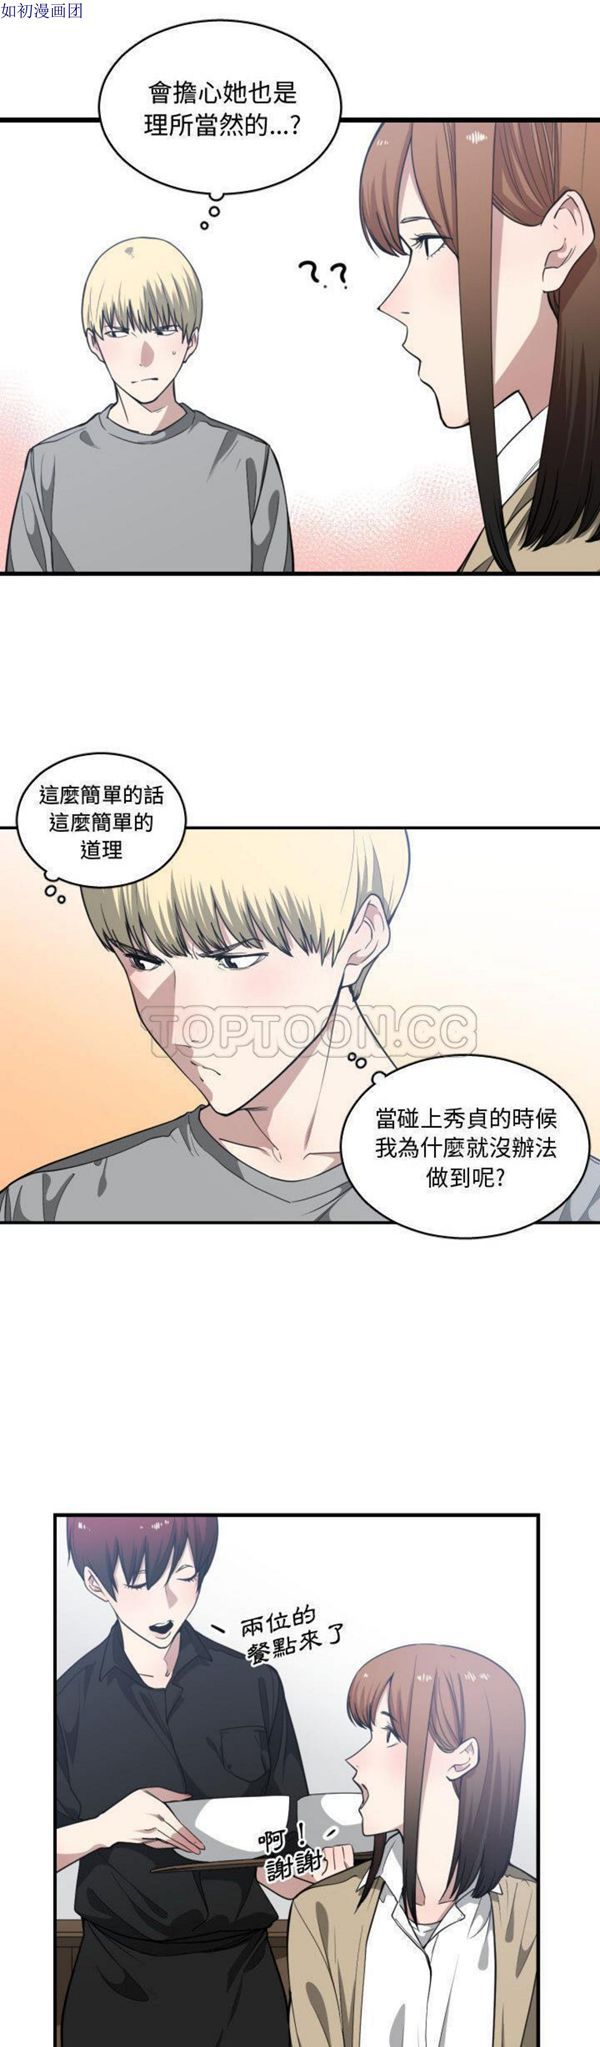 如初漫画团
會擔心她也是
理所當然的...?
??
這麼簡單的話
這麼簡單的
道理
TOPTOON.CC
當碰上秀貞的時候
我為什麼就沒辦法
做到呢?
兩位的
餐點來了
啊！
謝謝